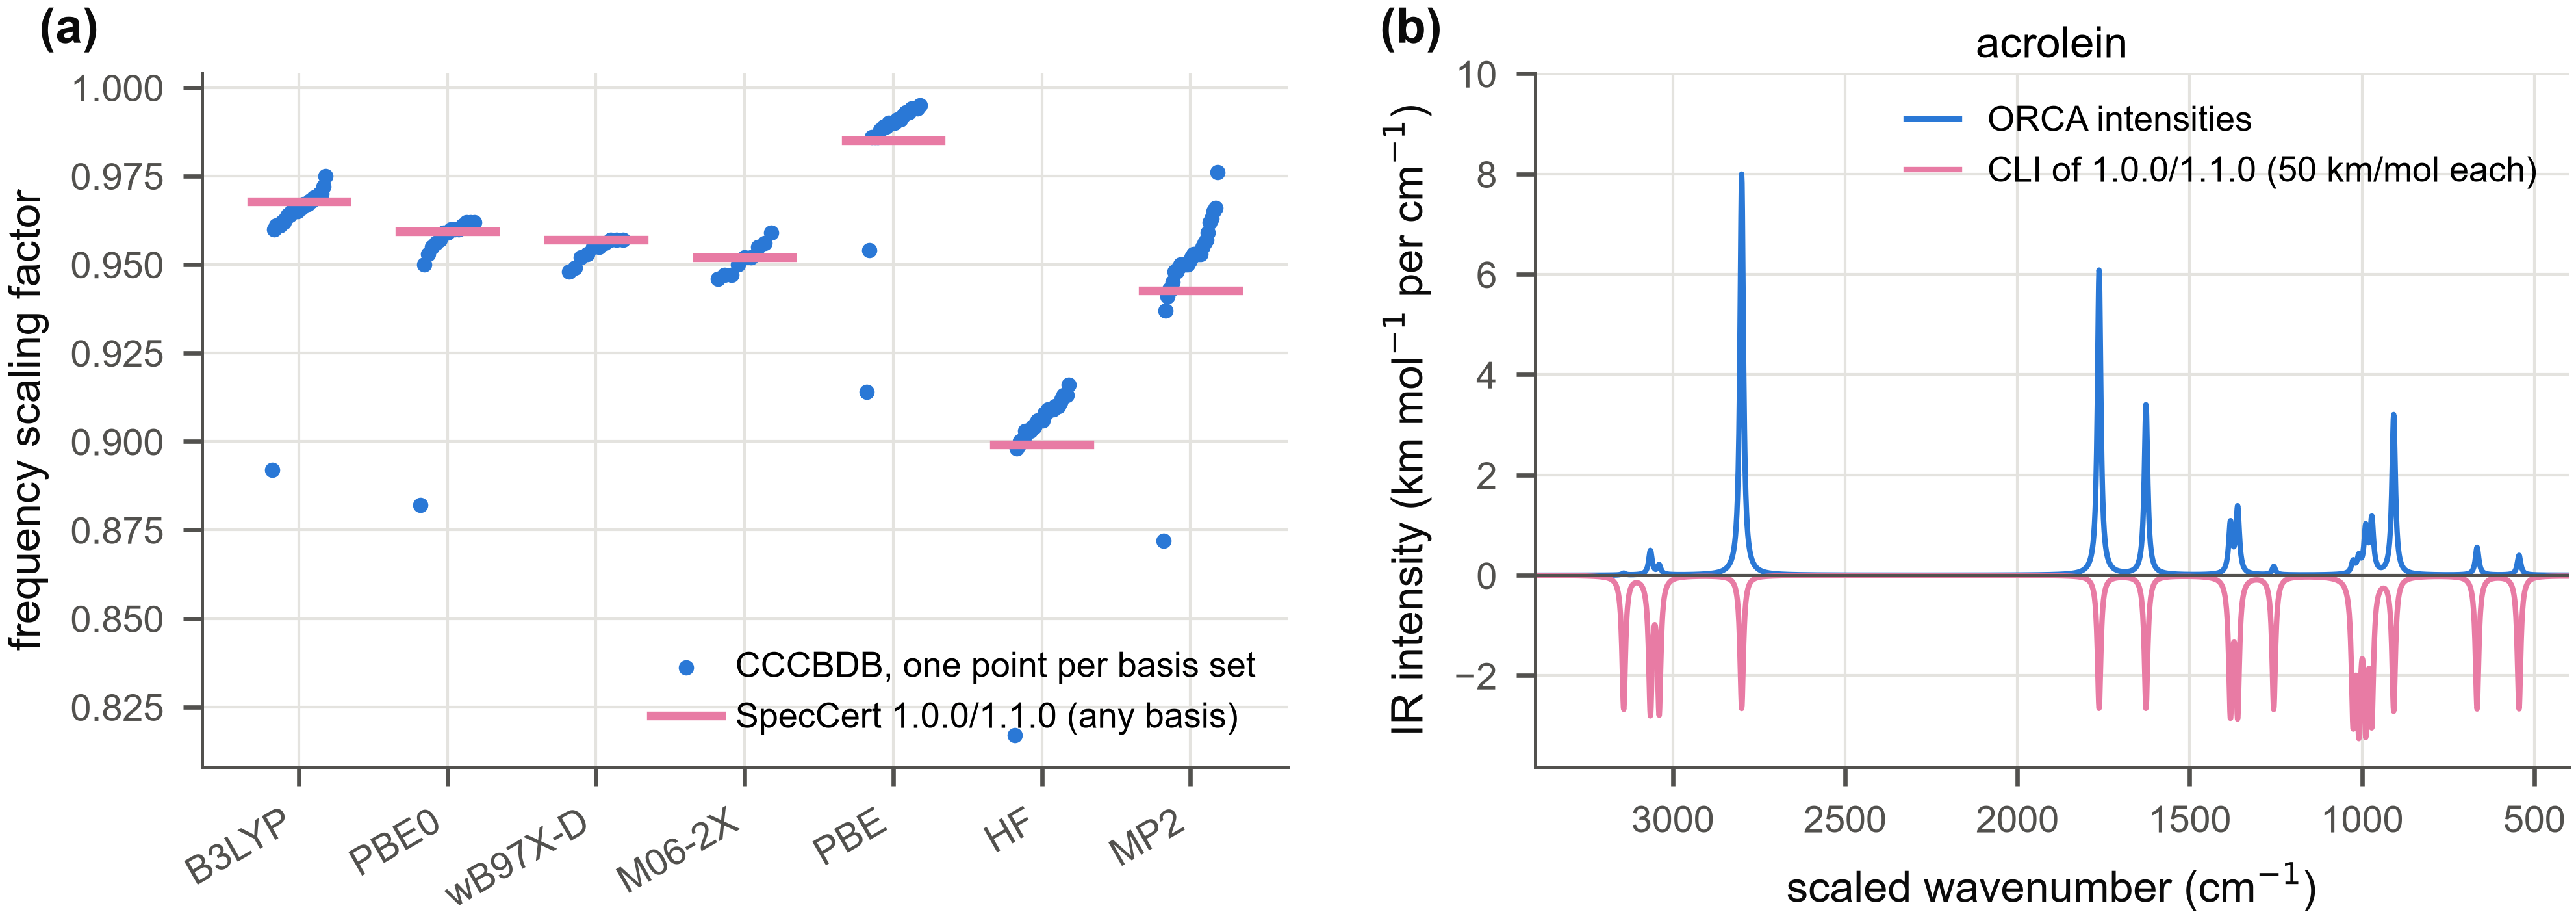 (a)
1.000
0.975
0.950
0.925
0.900
0.875
0.850
0.825
frequency scaling factor
CCCBDB, one point per basis set
SpecCert 1.0.0/1.1.0 (any basis)
B3LYP
PBE0
wB97X-D
M06-2X
PBE
HF
MP2
(b)
acrolein
10
8
6
4
2
0
−2
IR intensity (km mol⁻¹ per cm⁻¹)
ORCA intensities
CLI of 1.0.0/1.1.0 (50 km/mol each)
3000
2500
2000
1500
1000
500
scaled wavenumber (cm⁻¹)